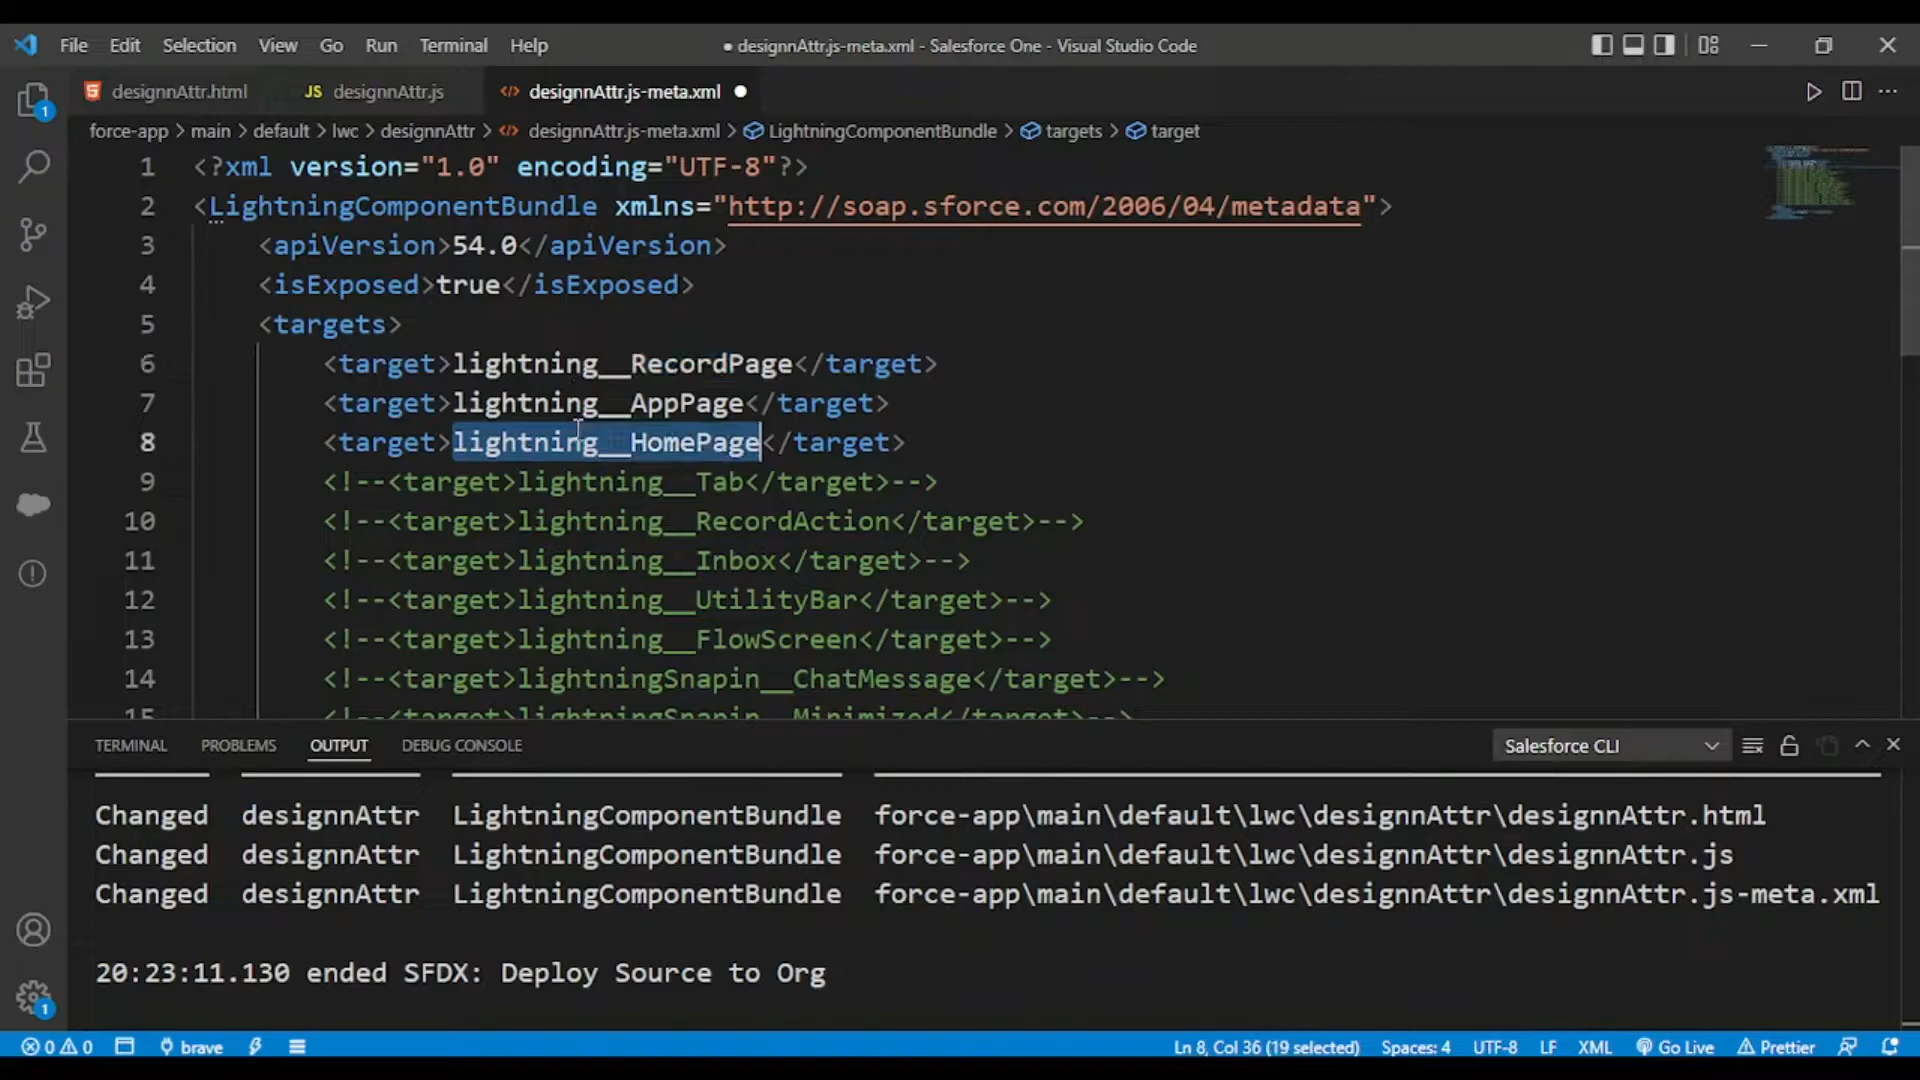 File Edit Selection View Go Run Terminal Help ● designnAttr.js-meta.xml - Salesforce One - Visual Studio Code
designnAttr.html JS designnAttr.js designnAttr.js-meta.xml ●
force-app > main > default > lwc > designnAttr > designnAttr.js-meta.xml > LightningComponentBundle > targets > target
1 <?xml version="1.0" encoding="UTF-8"?>
2 <LightningComponentBundle xmlns="http://soap.sforce.com/2006/04/metadata">
3 <apiVersion>54.0</apiVersion>
4 <isExposed>true</isExposed>
5 <targets>
6 <target>lightning__RecordPage</target>
7 <target>lightning__AppPage</target>
8 <target>lightning__HomePage</target>
9 <!--<target>lightning__Tab</target>-->
10 <!--<target>lightning__RecordAction</target>-->
11 <!--<target>lightning__Inbox</target>-->
12 <!--<target>lightning__UtilityBar</target>-->
13 <!--<target>lightning__FlowScreen</target>-->
14 <!--<target>lightningSnapin__ChatMessage</target>-->
15 <!--<target>lightningSnapin__Minimized</target>-->
TERMINAL PROBLEMS OUTPUT DEBUG CONSOLE Salesforce CLI
Changed designnAttr LightningComponentBundle force-app\main\default\lwc\designnAttr\designnAttr.html
Changed designnAttr LightningComponentBundle force-app\main\default\lwc\designnAttr\designnAttr.js
Changed designnAttr LightningComponentBundle force-app\main\default\lwc\designnAttr\designnAttr.js-meta.xml
20:23:11.130 ended SFDX: Deploy Source to Org
0 0 brave Ln 8, Col 36 (19 selected) Spaces: 4 UTF-8 LF XML Go Live Prettier